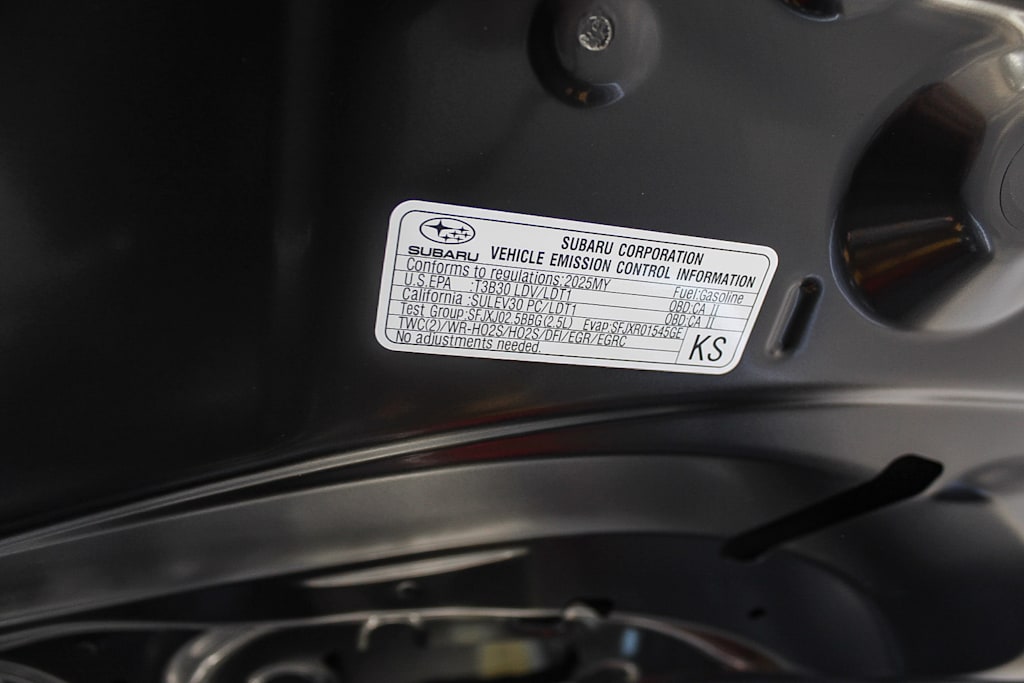 SUBARU
SUBARU CORPORATION
VEHICLE EMISSION CONTROL INFORMATION
Conforms to regulations:2025MY Fuel:Gasoline
U.S.EPA :T3B30 LDV/LDT1 OBD:CA II
California :SULEV30 PC/LDT1 OBD:CA II
Test Group:SFJXJ02.5BBG(2.5L) Evap:SFJXR01545GE
TWC(2)/WR-HO2S/HO2S/DFI/EGR/EGRC
No adjustments needed.
KS